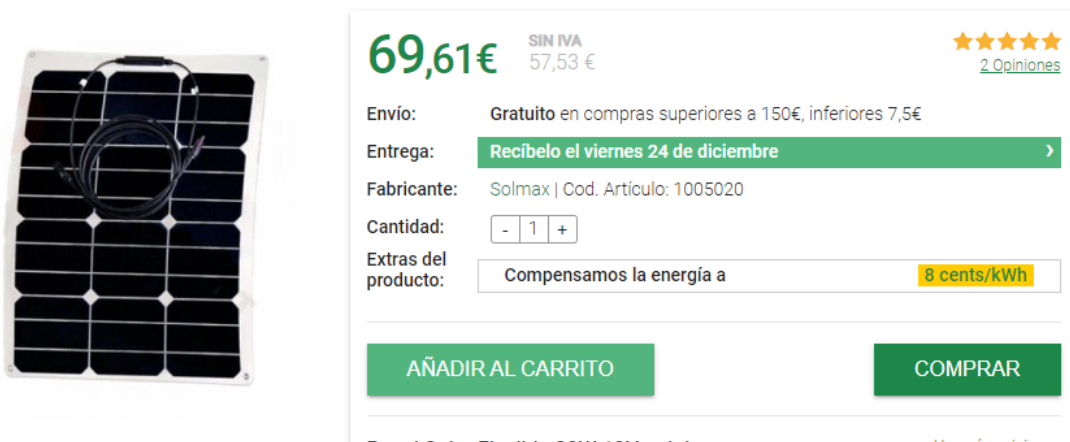 69,61€
SIN IVA
57,53 €
2 Opiniones
Envío: Gratuito en compras superiores a 150€, inferiores 7,5€
Entrega: Recíbelo el viernes 24 de diciembre ❯
Fabricante: Solmax | Cod. Artículo: 1005020
Cantidad: - 1 +
Extras del
producto: Compensamos la energía a 8 cents/kWh
AÑADIR AL CARRITO
COMPRAR